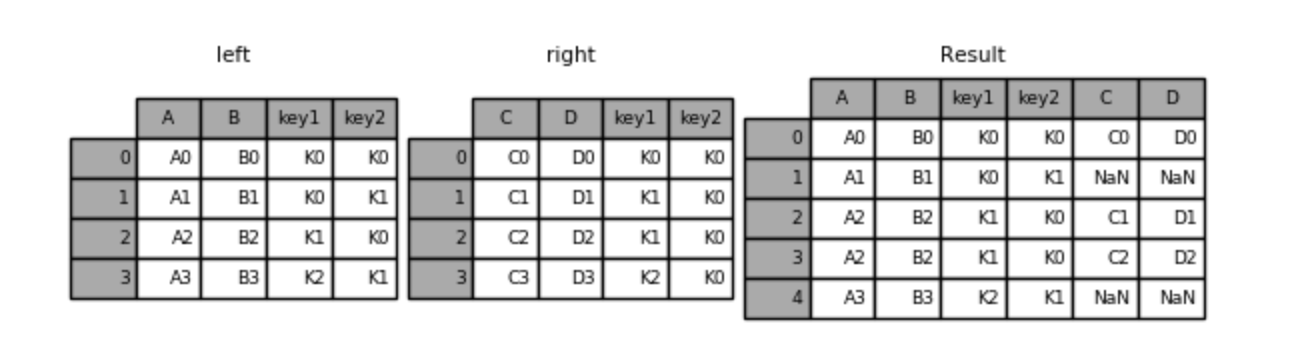 left right Result
A B key1 key2
0 A0 B0 K0 K0
1 A1 B1 K0 K1
2 A2 B2 K1 K0
3 A3 B3 K2 K1
C D key1 key2
0 C0 D0 K0 K0
1 C1 D1 K1 K0
2 C2 D2 K1 K0
3 C3 D3 K2 K0
A B key1 key2 C D
0 A0 B0 K0 K0 C0 D0
1 A1 B1 K0 K1 NaN NaN
2 A2 B2 K1 K0 C1 D1
3 A2 B2 K1 K0 C2 D2
4 A3 B3 K2 K1 NaN NaN